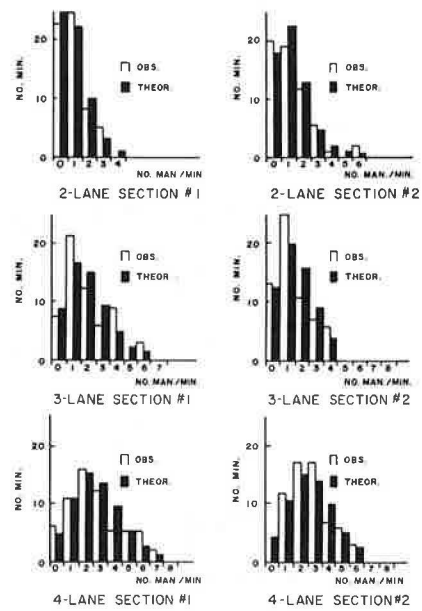 20
10
0
NO. MIN.
OBS.
THEOR.
0 1 2 3 4
NO. MAN /MIN
2-LANE SECTION #1
20
10
0
NO. MIN.
OBS.
THEOR.
0 1 2 3 4 5 6
NO. MAN./MIN.
2-LANE SECTION #2
20
10
0
NO. MIN.
OBS.
THEOR.
0 1 2 3 4 5 6 7
NO. MAN./MIN.
3-LANE SECTION #1
20
10
0
NO. MIN.
OBS.
THEOR.
0 1 2 3 4 5 6 7 8
NO. MAN./MIN.
3-LANE SECTION #2
20
10
0
NO. MIN.
OBS.
THEOR.
0 1 2 3 4 5 6 7 8
NO. MAN/MIN
4-LANE SECTION #1
20
10
0
NO. MIN.
OBS.
THEOR.
0 1 2 3 4 5 6 7 8
NO. MAN /MIN
4-LANE SECTION #2